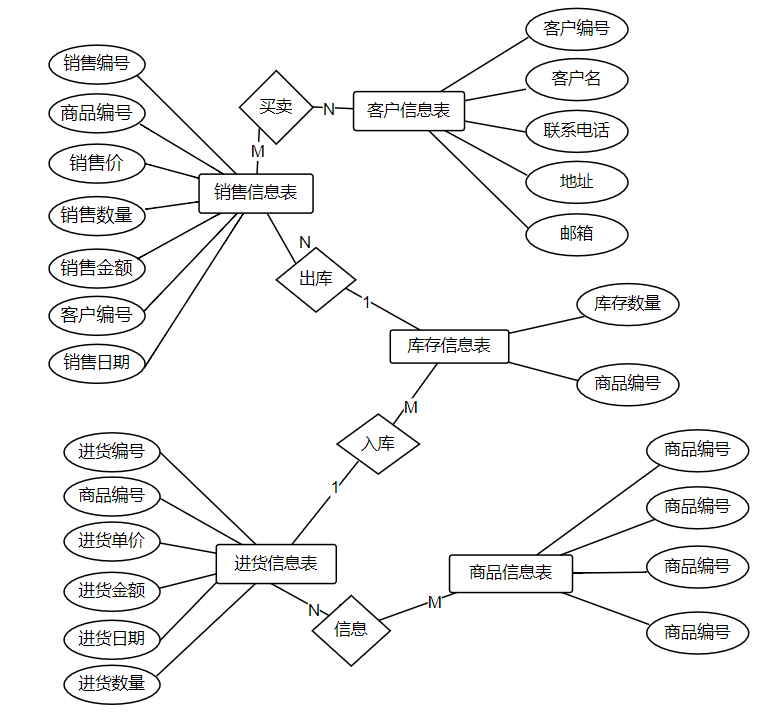 客户编号
销售编号
客户名
买卖
商品编号
N
客户信息表
联系电话
M
销售价
地址
销售信息表
销售数量
邮箱
N
销售金额
出库
1
库存数量
客户编号
库存信息表
销售日期
商品编号
M
入库
进货编号
商品编号
1
商品编号
商品编号
进货单价
进货信息表
商品信息表
商品编号
进货金额
N
M
信息
进货日期
商品编号
进货数量